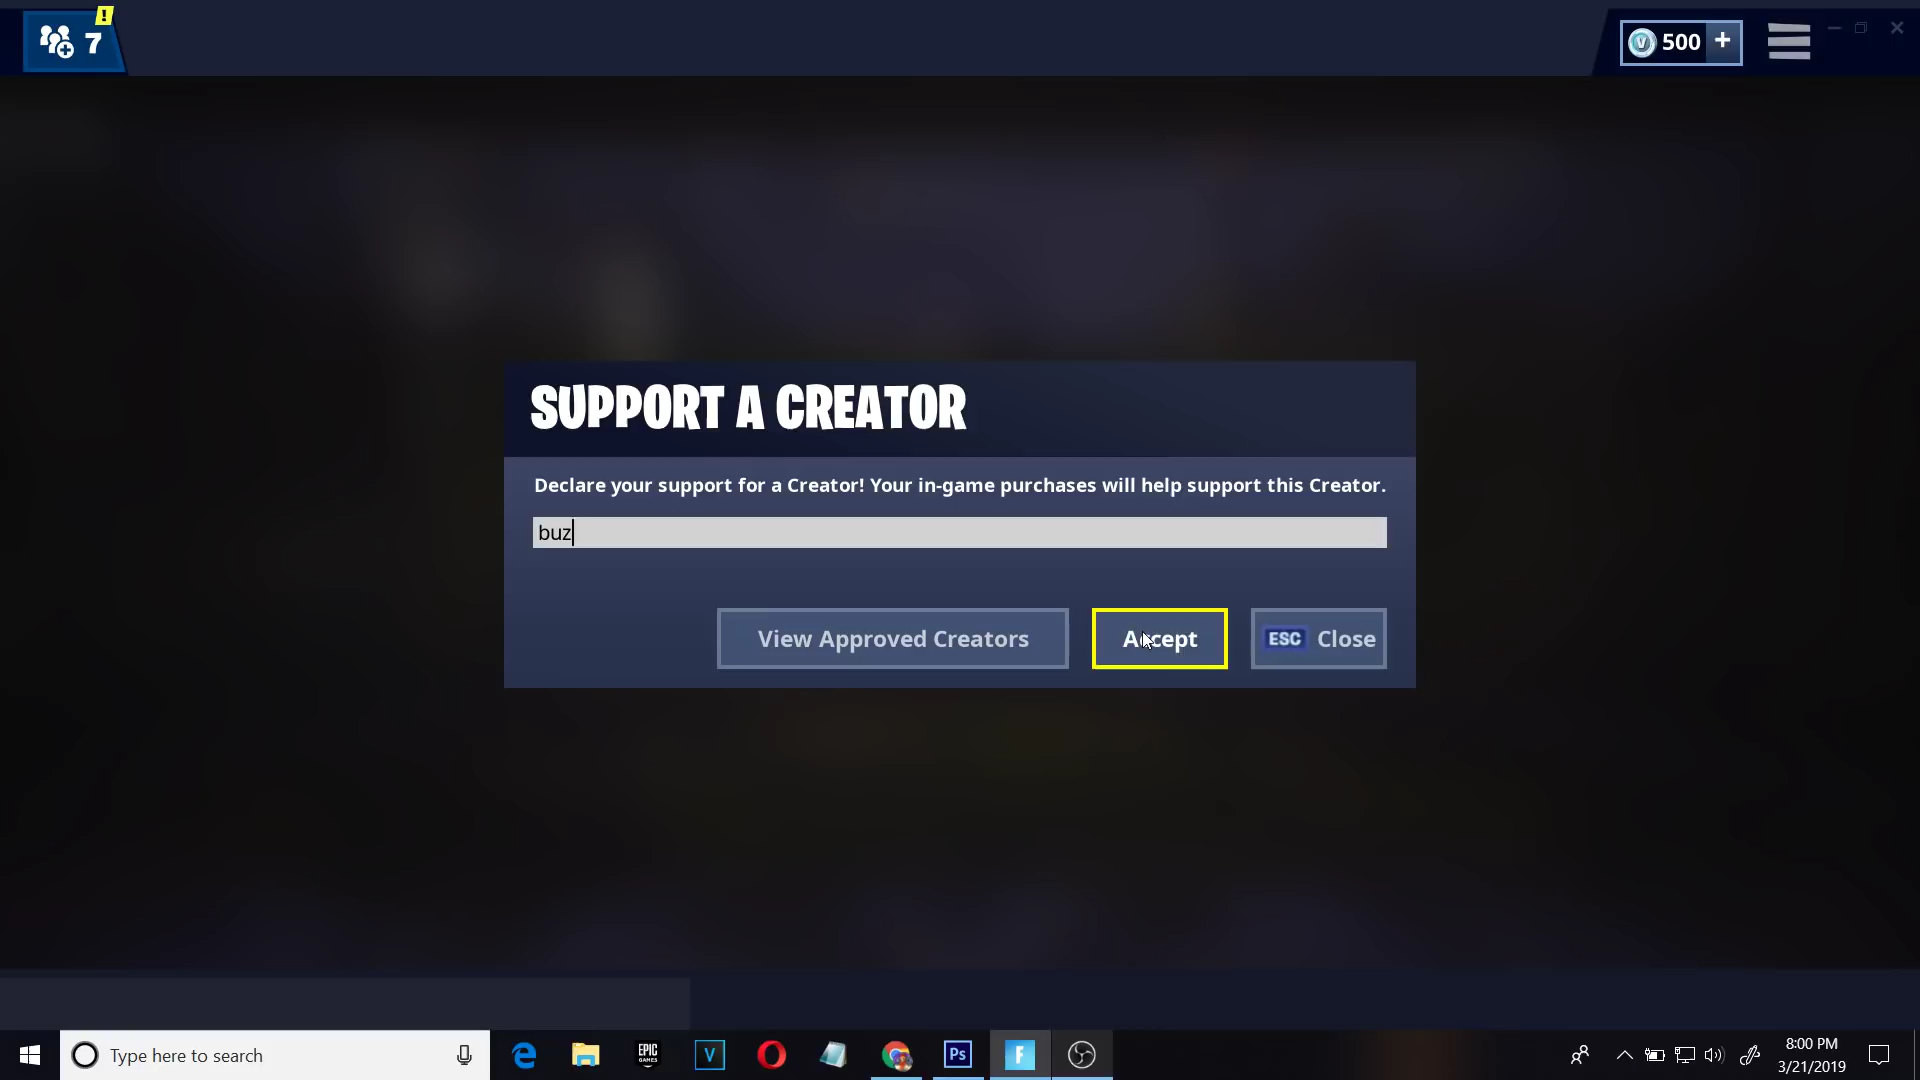 !
7
V 500 +
SUPPORT A CREATOR
Declare your support for a Creator! Your in-game purchases will help support this Creator.
buz
View Approved Creators
Accept
ESC Close
Type here to search
EPIC GAMES
V
Ps
F
8:00 PM
3/21/2019